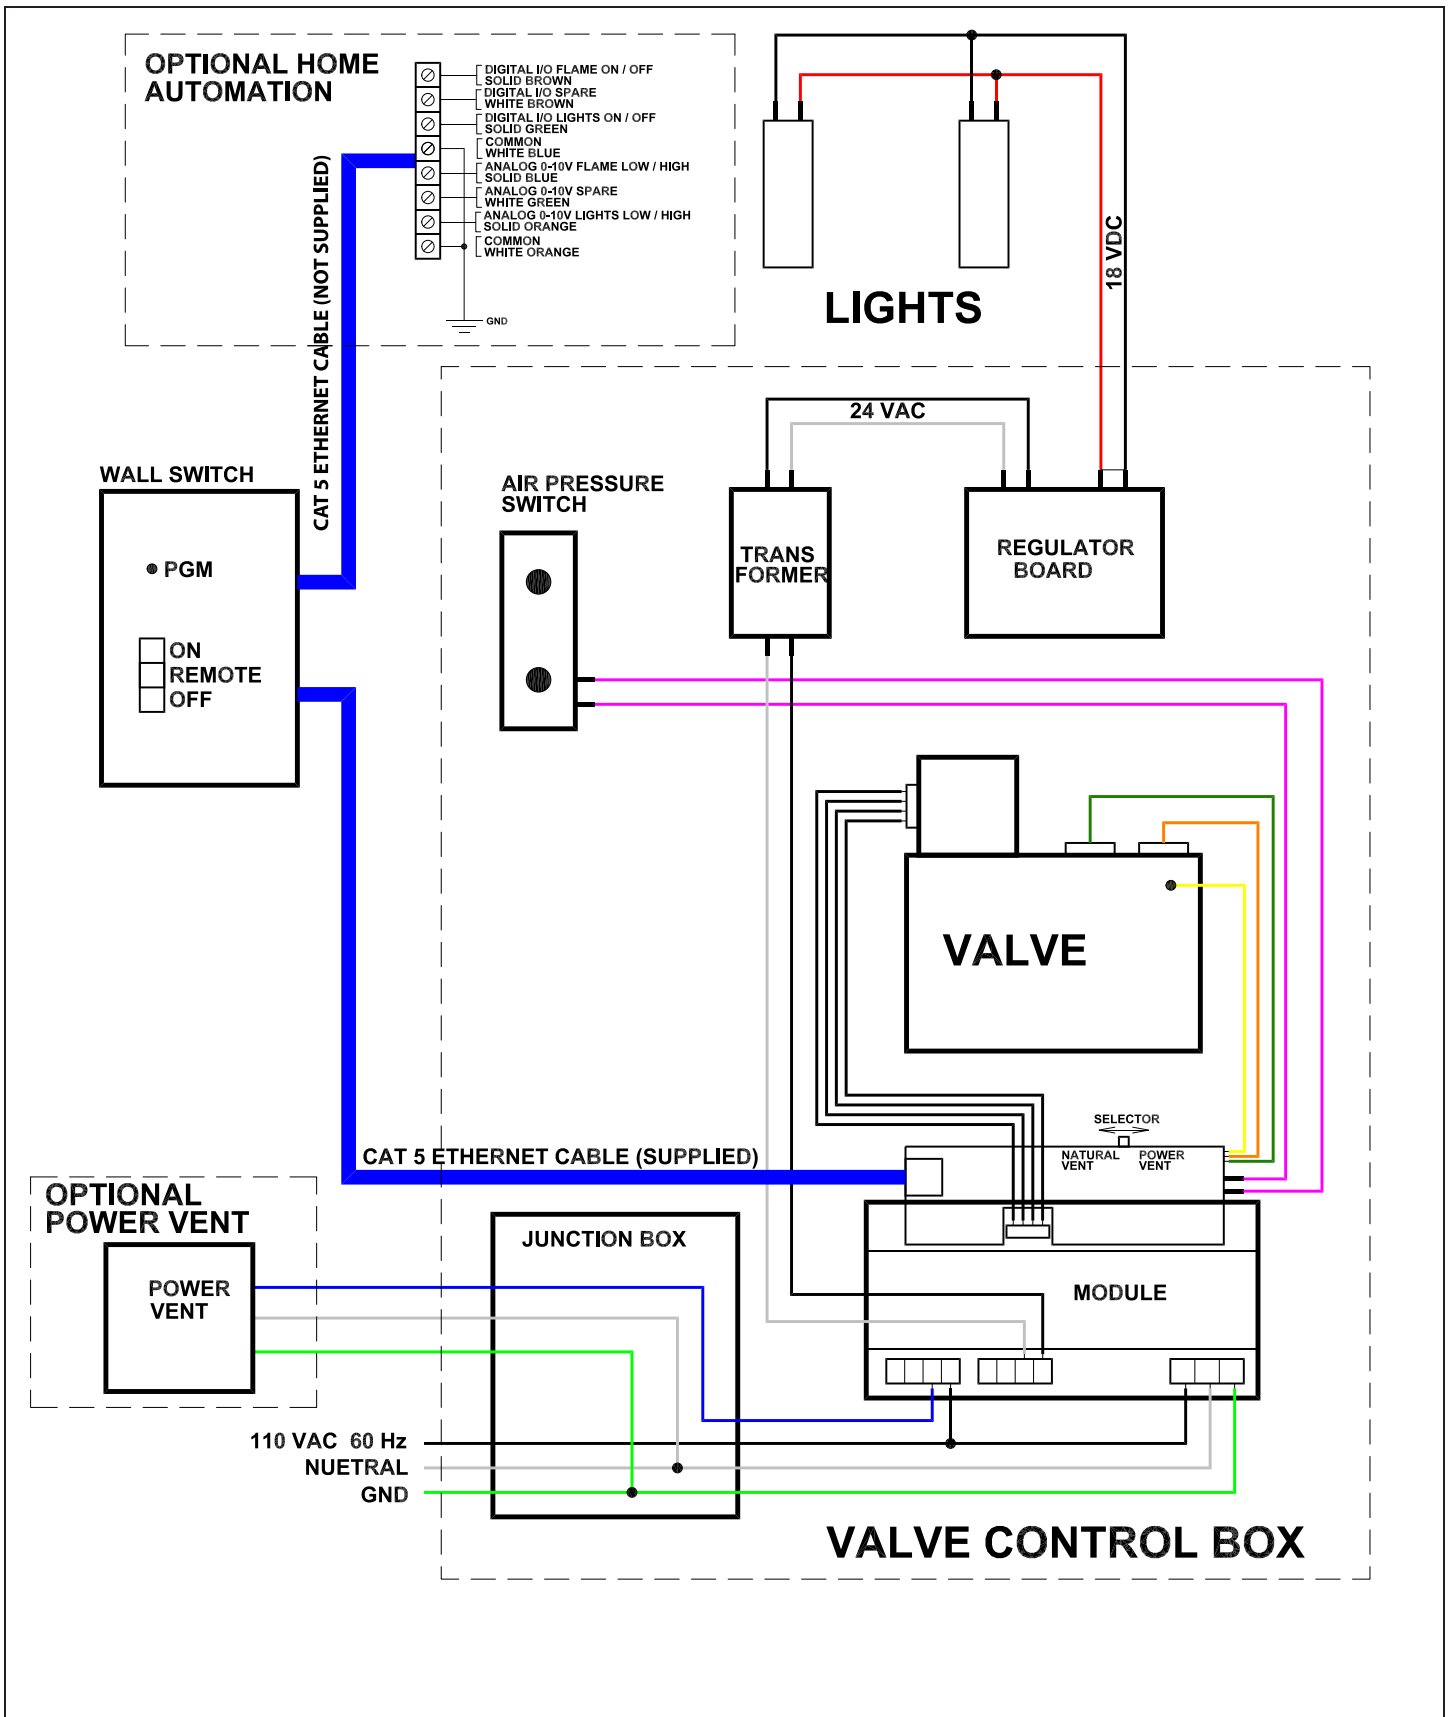 OPTIONAL HOME
AUTOMATION
DIGITAL I/O FLAME ON / OFF
SOLID BROWN
DIGITAL I/O SPARE
WHITE BROWN
DIGITAL I/O LIGHTS ON / OFF
SOLID GREEN
COMMON
WHITE BLUE
ANALOG 0-10V FLAME LOW / HIGH
SOLID BLUE
ANALOG 0-10V SPARE
WHITE GREEN
ANALOG 0-10V LIGHTS LOW / HIGH
SOLID ORANGE
COMMON
WHITE ORANGE
GND
CAT 5 ETHERNET CABLE (NOT SUPPLIED)
LIGHTS
18 VDC
24 VAC
WALL SWITCH
PGM
ON
REMOTE
OFF
AIR PRESSURE
SWITCH
TRANS
FORMER
REGULATOR
BOARD
VALVE
SELECTOR
NATURAL
VENT
POWER
VENT
CAT 5 ETHERNET CABLE (SUPPLIED)
OPTIONAL
POWER VENT
POWER
VENT
JUNCTION BOX
MODULE
110 VAC 60 Hz
NUETRAL
GND
VALVE CONTROL BOX